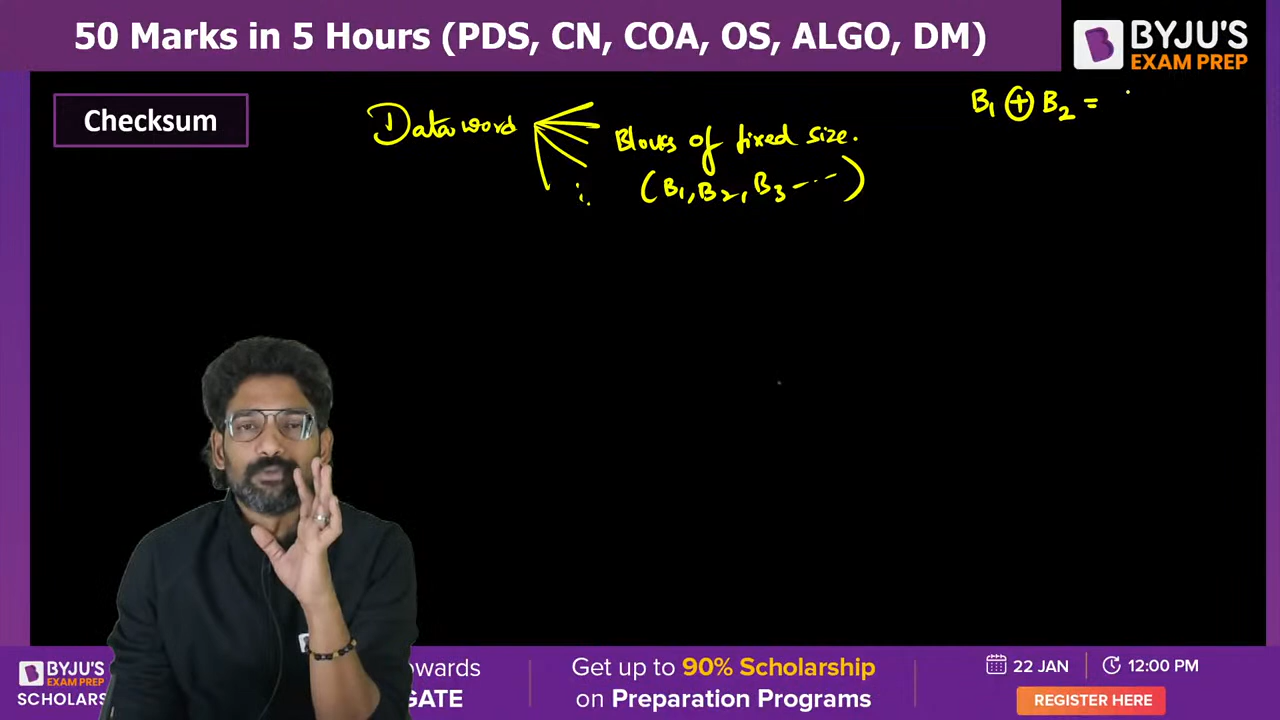 50 Marks in 5 Hours (PDS, CN, COA, OS, ALGO, DM)
BYJU'S
EXAM PREP
Checksum
Dataword
Blocks of fixed size.
(B1, B2, B3 ----)
B1 ⊕ B2 =
BYJU'S
EXAM PREP
SCHOLARS
owards
GATE
Get up to 90% Scholarship
on Preparation Programs
22 JAN
12:00 PM
REGISTER HERE